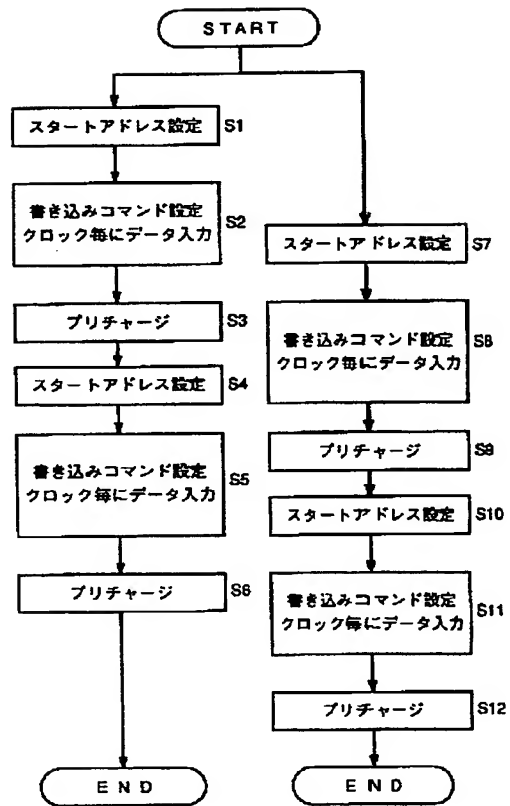 START
スタートアドレス設定 S1
書き込みコマンド設定
クロック毎にデータ入力 S2
プリチャージ S3
スタートアドレス設定 S4
書き込みコマンド設定
クロック毎にデータ入力 S5
プリチャージ S6
END
スタートアドレス設定 S7
書き込みコマンド設定
クロック毎にデータ入力 S8
プリチャージ S9
スタートアドレス設定 S10
書き込みコマンド設定
クロック毎にデータ入力 S11
プリチャージ S12
END